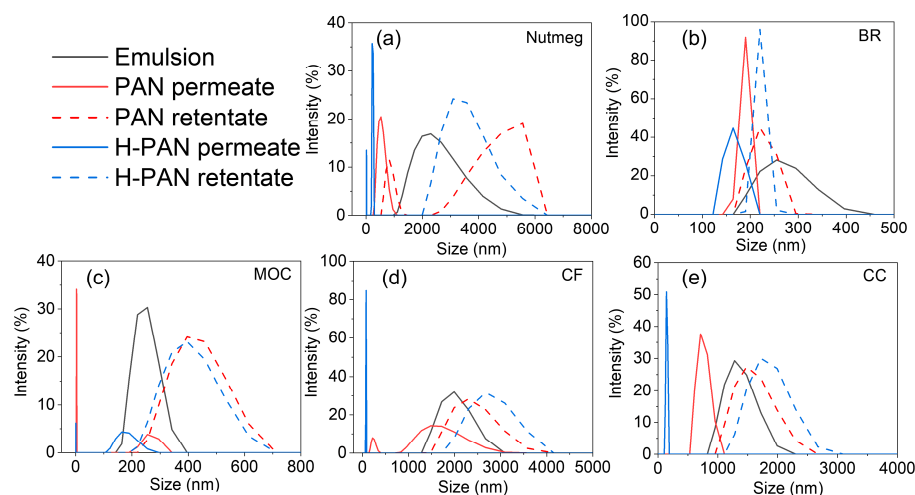 Emulsion
PAN permeate
PAN retentate
H-PAN permeate
H-PAN retentate
(a) Nutmeg
Intensity (%)
40
30
20
10
0
0 2000 4000 6000 8000
Size (nm)
(b) BR
Intensity (%)
100
80
60
40
20
0
0 100 200 300 400 500
Size (nm)
(c) MOC
Intensity (%)
40
30
20
10
0
0 200 400 600 800
Size (nm)
(d) CF
Intensity (%)
100
80
60
40
20
0
0 1000 2000 3000 4000 5000
Size (nm)
(e) CC
Intensity (%)
60
50
40
30
20
10
0
0 1000 2000 3000 4000
Size (nm)